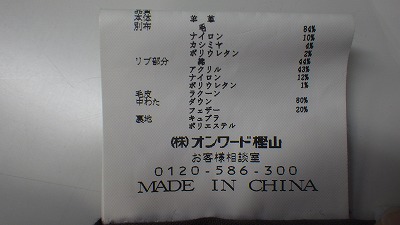 本体 羊革
別布 毛 84%
ナイロン 10%
カシミヤ 4%
ポリウレタン 2%
リブ部分 綿 44%
アクリル 43%
ナイロン 12%
ポリウレタン 1%
毛皮 ラクーン
中わた ダウン 80%
フェザー 20%
裏地 キュプラ
ポリエステル
(株)オンワード樫山
お客様相談室
0120-586-300
MADE IN CHINA